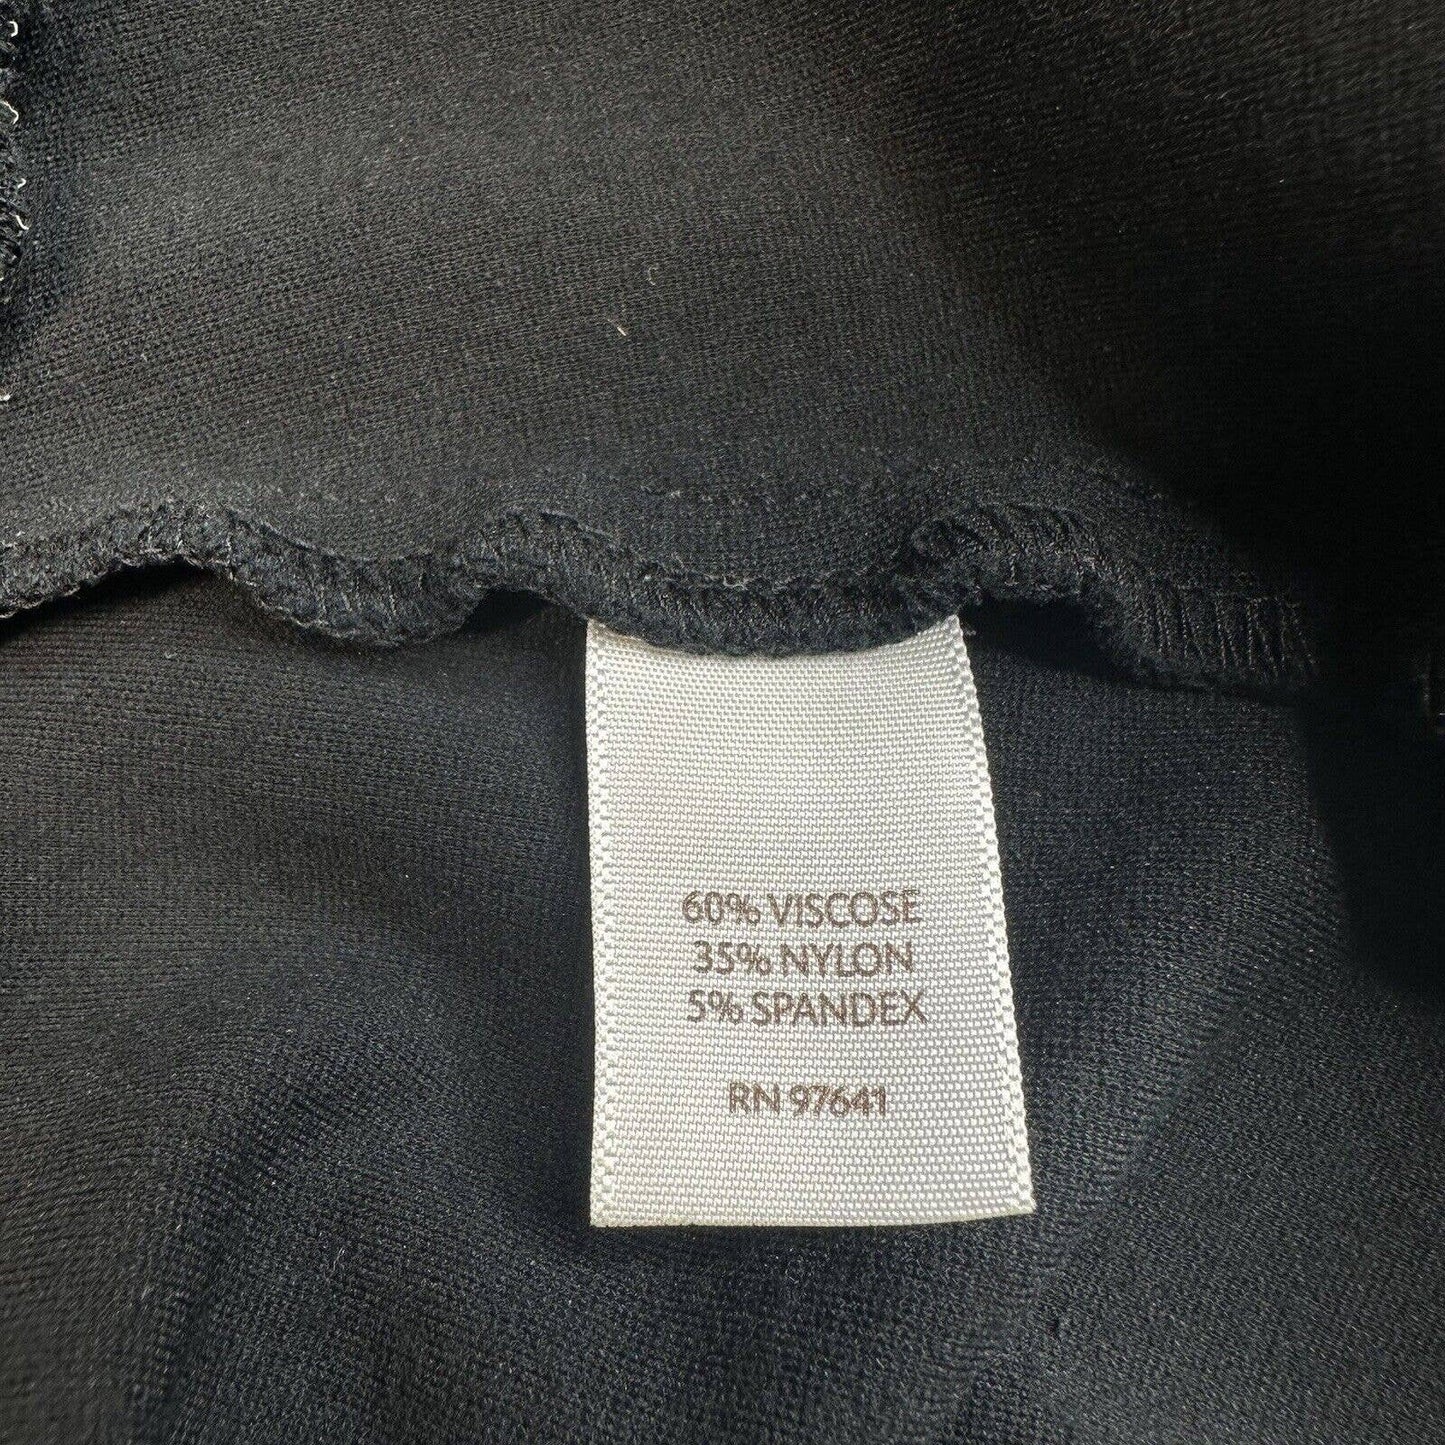 60% VISCOSE
35% NYLON
5% SPANDEX
RN 97641